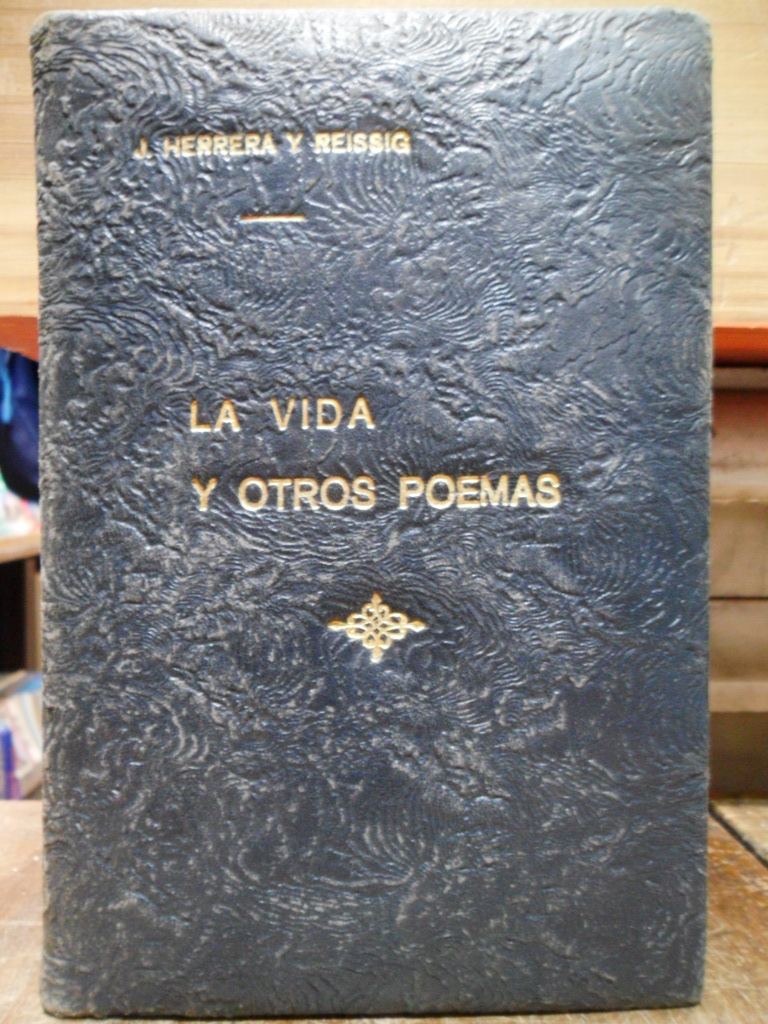 J. HERRERA Y REISSIG
LA VIDA
Y OTROS POEMAS